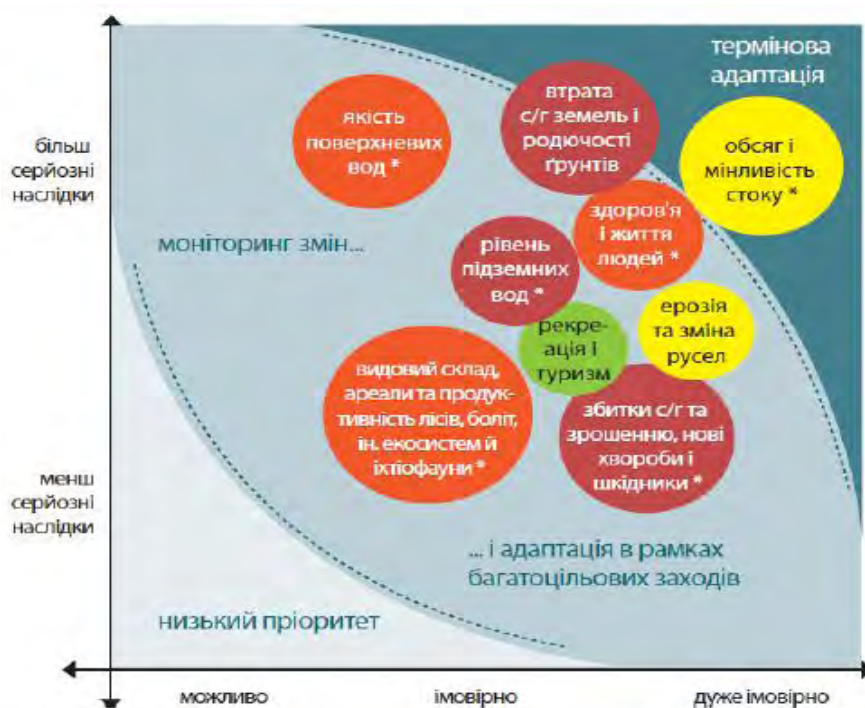 термінова
адаптація
більш
серйозні
наслідки
якість
поверхневих
вод *
втрата
с/г земель і
родючості
ґрунтів
обсяг і
мінливість
стоку *
здоров'я
і життя
людей *
моніторинг змін...
рівень
підземних
вод *
ерозія
та зміна
русел
рекре-
ація і
туризм
видовий склад,
ареали та продук-
тивність лісів, боліт,
ін. екосистем й
іхтіофауни *
збитки с/г та
зрошенню, нові
хвороби і
шкідники *
менш
серйозні
наслідки
... і адаптація в рамках
багатоцільових заходів
низький пріоритет
можливо
імовірно
дуже імовірно